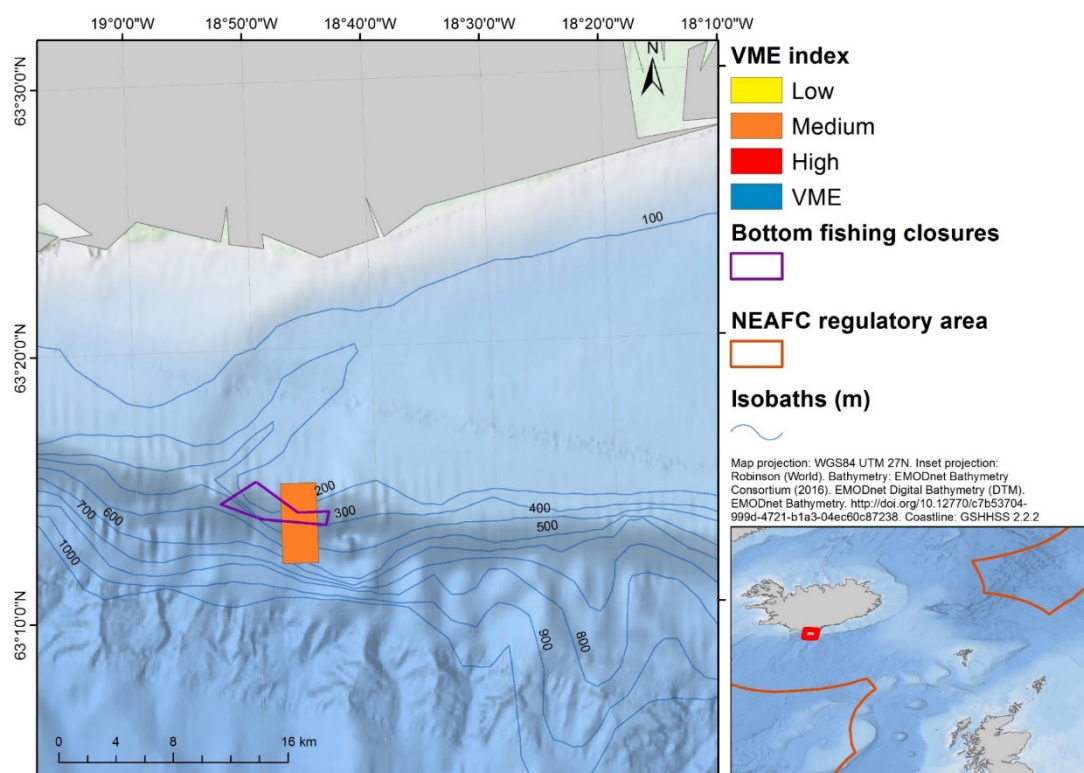 19°0'0"W 18°50'0"W 18°40'0"W 18°30'0"W 18°20'0"W 18°10'0"W
63°30'0"N
63°20'0"N
63°10'0"N
N
100
200
300
400
500
600
700
1000
800
900
0 4 8 16 km
VME index
Low
Medium
High
VME
Bottom fishing closures
NEAFC regulatory area
Isobaths (m)
Map projection: WGS84 UTM 27N. Inset projection:
Robinson (World). Bathymetry: EMODnet Bathymetry
Consortium (2016). EMODnet Digital Bathymetry (DTM).
EMODnet Bathymetry. http://doi.org/10.12770/c7b53704-
999d-4721-b1a3-04ec60c87238. Coastline: GSHHSS 2.2.2